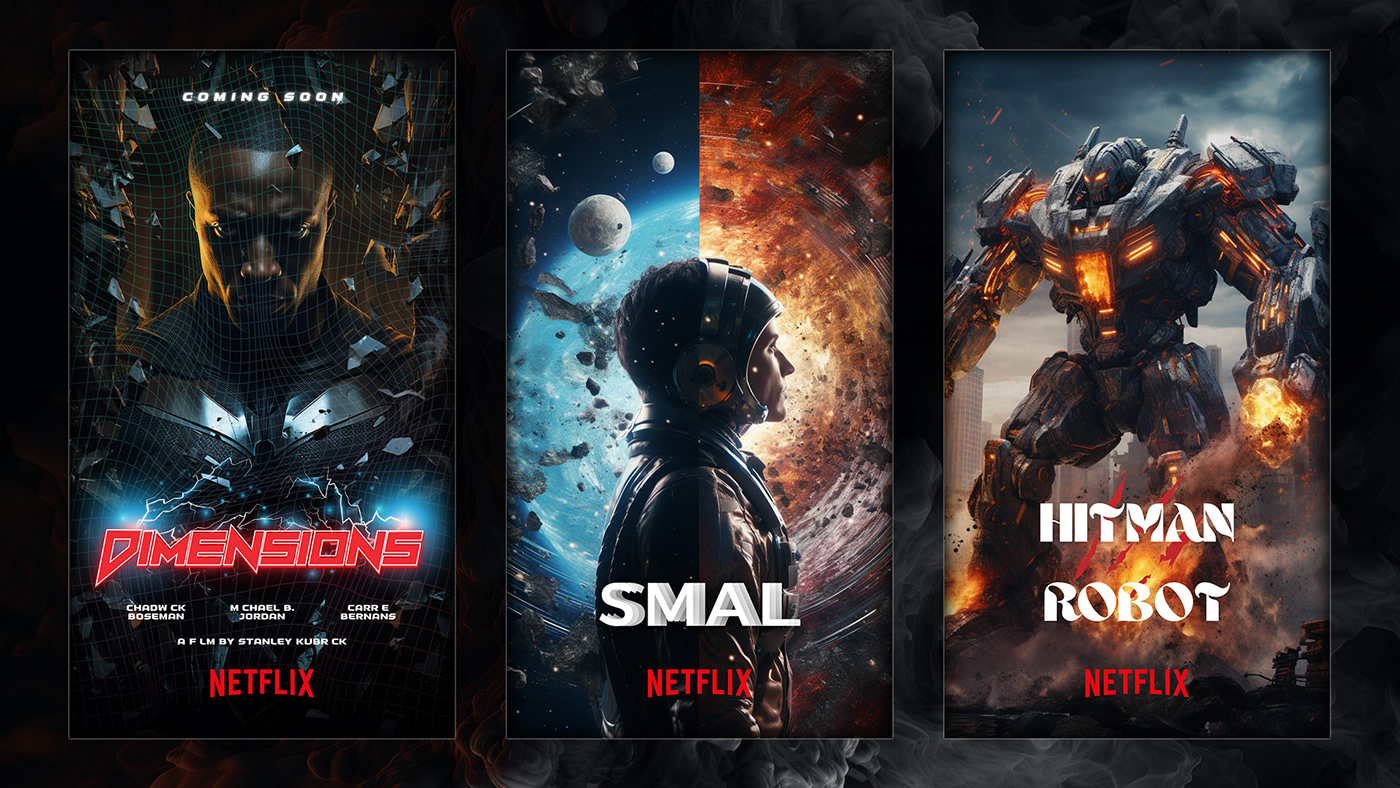 COMING SOON
DIMENSIONS
CHADW CK
BOSEMAN
M CHAEL B.
JORDAN
CARR E
BERNANS
A F LM BY STANLEY KUBR CK
NETFLIX
SMAL
NETFLIX
HITMAN
ROBOT
NETFLIX